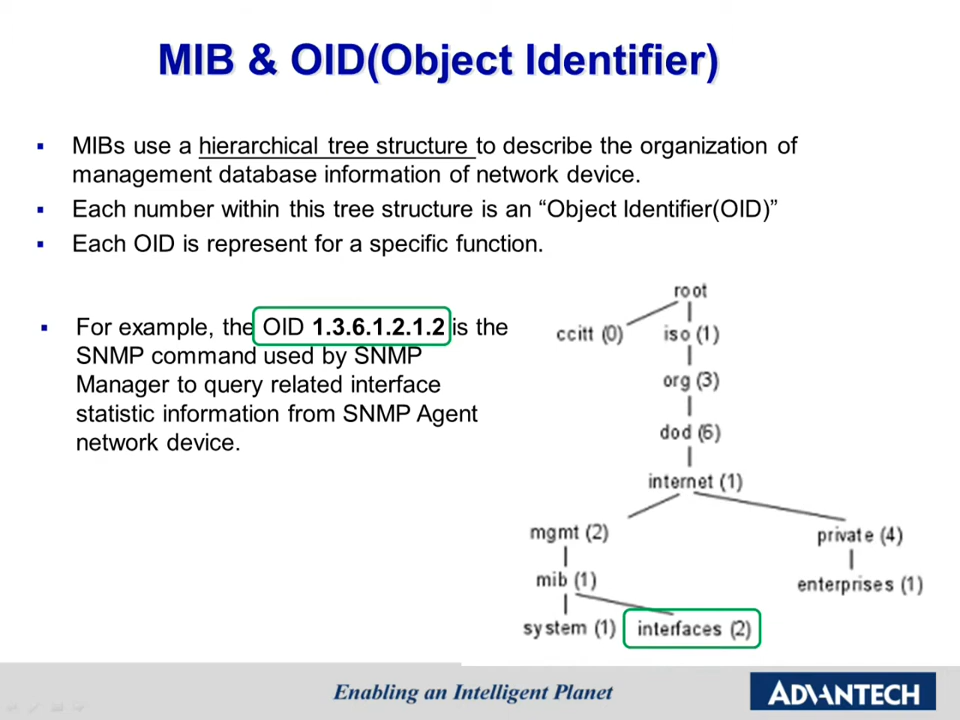 MIB & OID(Object Identifier)
▪ MIBs use a hierarchical tree structure to describe the organization of
management database information of network device.
▪ Each number within this tree structure is an “Object Identifier(OID)”
▪ Each OID is represent for a specific function.
▪ For example, the OID 1.3.6.1.2.1.2 is the
SNMP command used by SNMP
Manager to query related interface
statistic information from SNMP Agent
network device.
root
ccitt (0) iso (1)
org (3)
dod (6)
internet (1)
mgmt (2) private (4)
mib (1) enterprises (1)
system (1) interfaces (2)
Enabling an Intelligent Planet
ADVANTECH